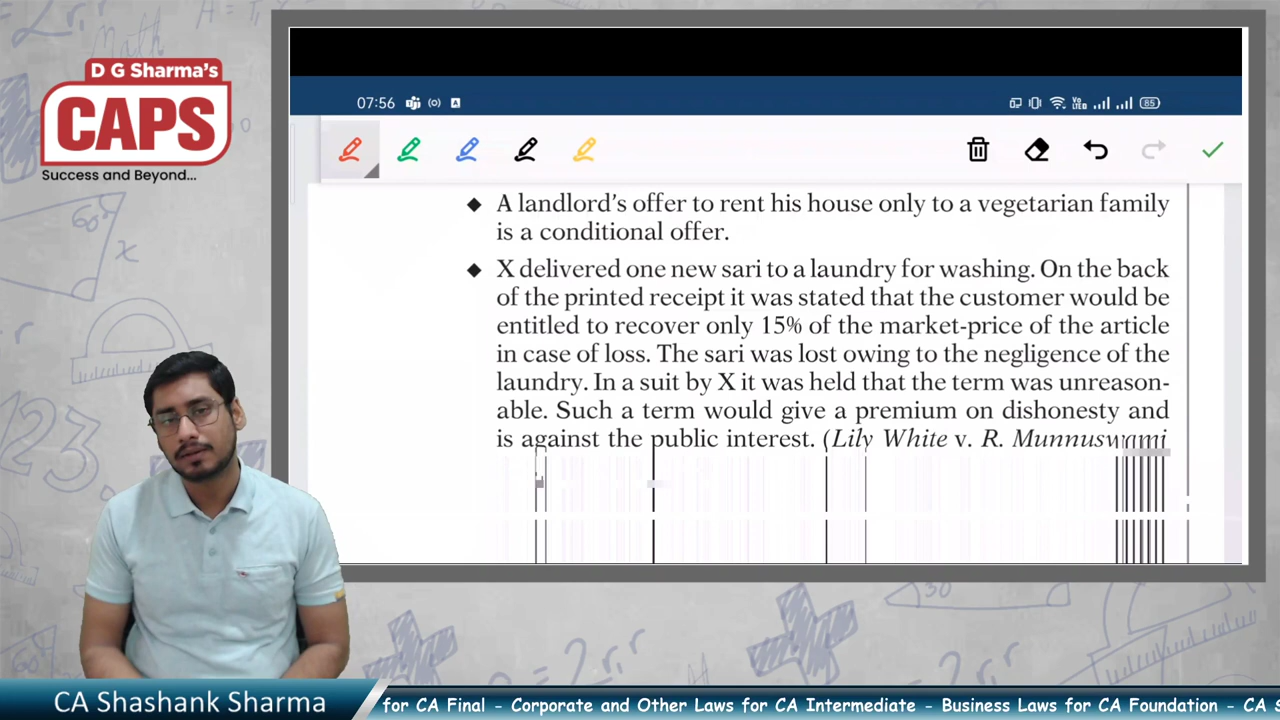 D G Sharma's
CAPS
Success and Beyond...
07:56
85
A landlord's offer to rent his house only to a vegetarian family
is a conditional offer.
X delivered one new sari to a laundry for washing. On the back
of the printed receipt it was stated that the customer would be
entitled to recover only 15% of the market-price of the article
in case of loss. The sari was lost owing to the negligence of the
laundry. In a suit by X it was held that the term was unreason-
able. Such a term would give a premium on dishonesty and
is against the public interest. (Lily White v. R. Munnuswami
CA Shashank Sharma
for CA Final - Corporate and Other Laws for CA Intermediate - Business Laws for CA Foundation - CA